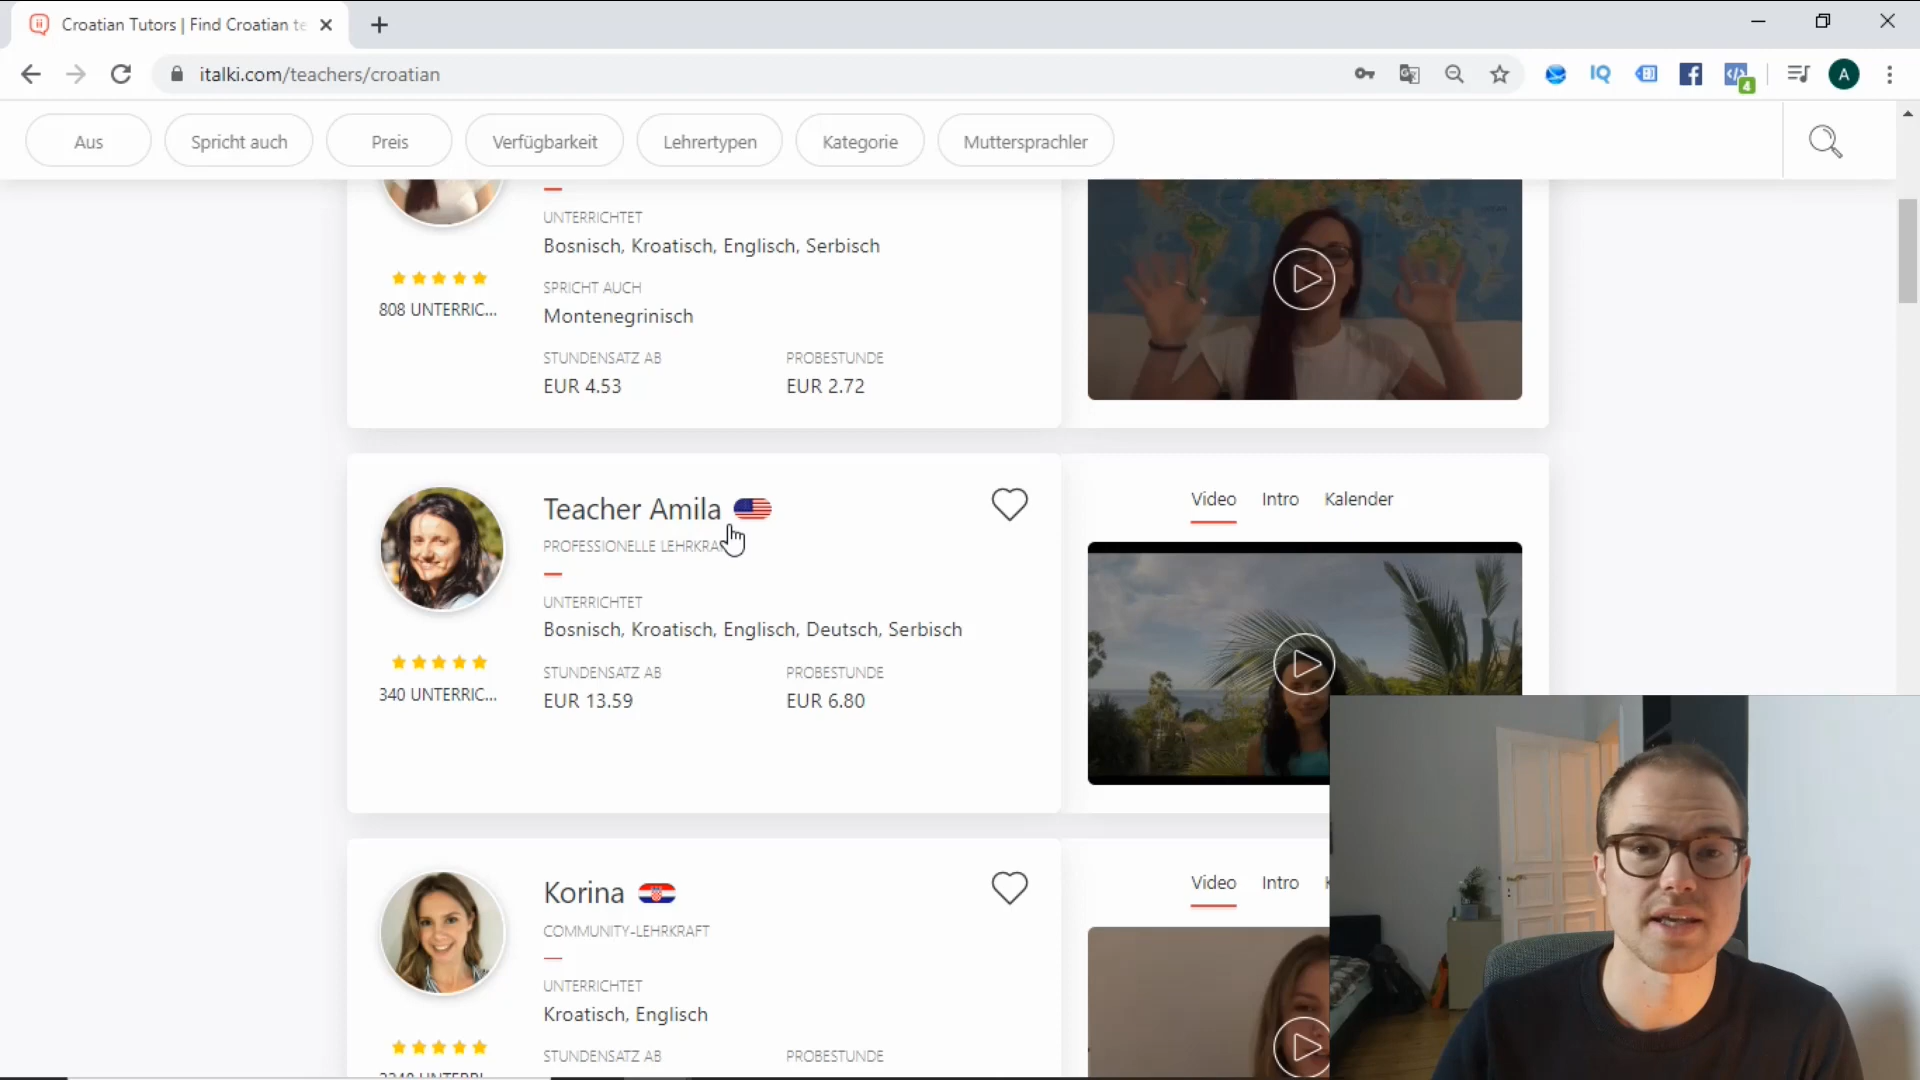 Croatian Tutors | Find Croatian te
italki.com/teachers/croatian
IQ
4
A
Aus
Spricht auch
Preis
Verfügbarkeit
Lehrertypen
Kategorie
Muttersprachler
UNTERRICHTET
Bosnisch, Kroatisch, Englisch, Serbisch
SPRICHT AUCH
808 UNTERRIC...
Montenegrinisch
STUNDENSATZ AB
PROBESTUNDE
EUR 4.53
EUR 2.72
Teacher Amila
PROFESSIONELLE LEHRKRA
UNTERRICHTET
Bosnisch, Kroatisch, Englisch, Deutsch, Serbisch
340 UNTERRIC...
STUNDENSATZ AB
PROBESTUNDE
EUR 13.59
EUR 6.80
Video
Intro
Kalender
Korina
COMMUNITY-LEHRKRAFT
UNTERRICHTET
Kroatisch, Englisch
STUNDENSATZ AB
PROBESTUNDE
Video
Intro